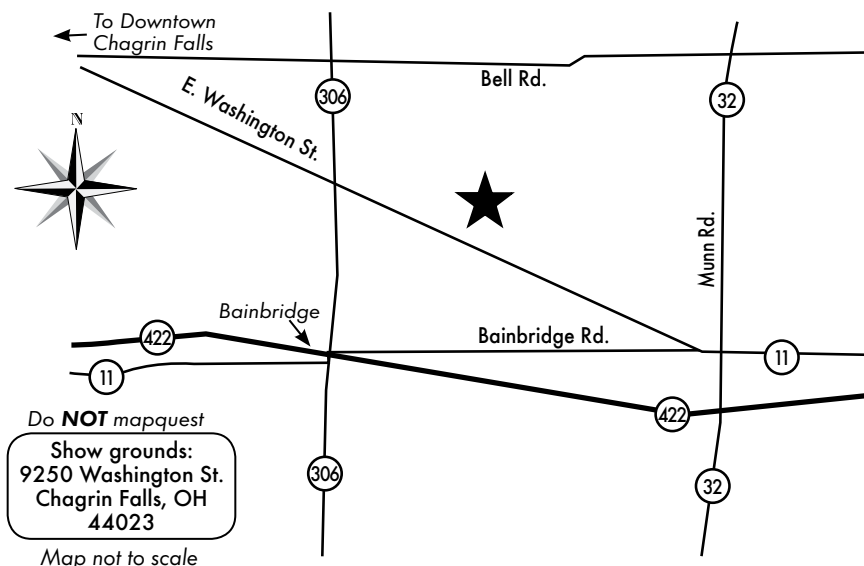 To Downtown
Chagrin Falls
Bell Rd.
306
E. Washington St.
32
N
Munn Rd.
Bainbridge
422
Bainbridge Rd.
11
11
422
Do NOT mapquest
Show grounds:
9250 Washington St.
Chagrin Falls, OH
44023
306
32
Map not to scale